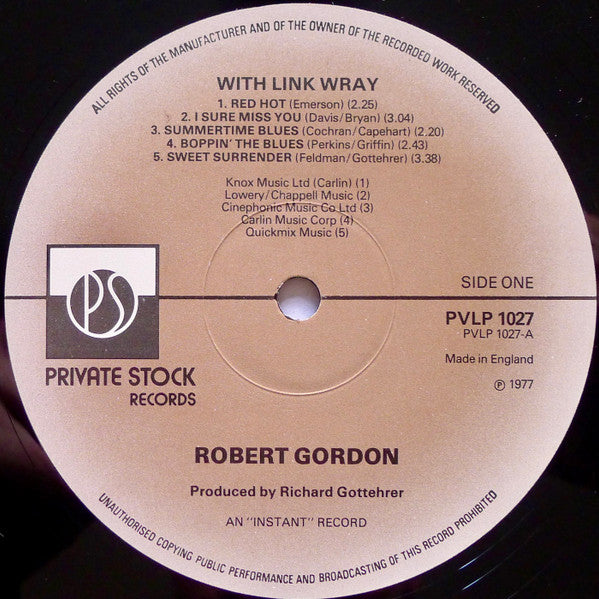 ALL RIGHTS OF THE MANUFACTURER AND OF THE OWNER OF THE RECORDED WORK RESERVED
WITH LINK WRAY
1. RED HOT (Emerson) (2.25)
2. I SURE MISS YOU (Davis/Bryan) (3.04)
3. SUMMERTIME BLUES (Cochran/Capehart) (2.20)
4. BOPPIN' THE BLUES (Perkins/Griffin) (2.43)
5. SWEET SURRENDER (Feldman/Gottehrer) (3.38)
Knox Music Ltd (Carlin) (1)
Lowery/Chappell Music (2)
Cinephonic Music Co Ltd (3)
Carlin Music Corp (4)
Quickmix Music (5)
SIDE ONE
PS
PVLP 1027
PVLP 1027-A
Made in England
Ⓟ 1977
PRIVATE STOCK
RECORDS
ROBERT GORDON
Produced by Richard Gottehrer
AN "INSTANT" RECORD
UNAUTHORISED COPYING PUBLIC PERFORMANCE AND BROADCASTING OF THIS RECORD PROHIBITED